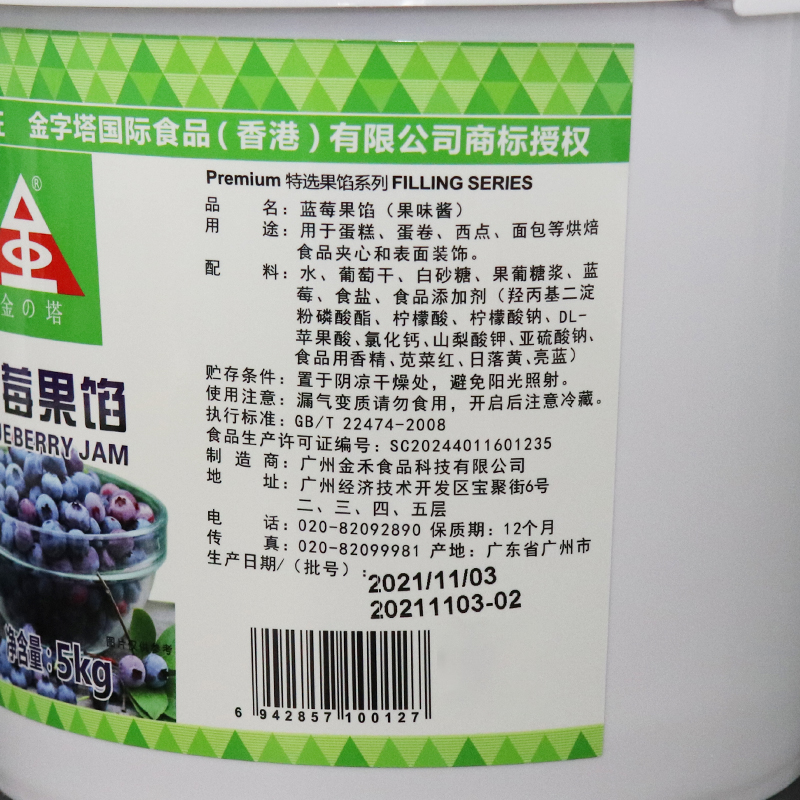 金字塔国际食品（香港）有限公司商标授权
®
金の塔
莓果馅
UEBERRY JAM
净含量：5kg
Premium 特选果馅系列 FILLING SERIES
品名：蓝莓果馅（果味酱）
用途：用于蛋糕、蛋卷、西点、面包等烘焙
食品夹心和表面装饰。
配料：水、葡萄干、白砂糖、果葡糖浆、蓝
莓、食盐、食品添加剂（羟丙基二淀
粉磷酸酯、柠檬酸、柠檬酸钠、DL-
苹果酸、氯化钙、山梨酸钾、亚硫酸钠、
食品用香精、苋菜红、日落黄、亮蓝）
贮存条件：置于阴凉干燥处，避免阳光照射。
使用注意：漏气变质请勿食用，开启后注意冷藏。
执行标准：GB/T 22474-2008
食品生产许可证编号：SC20244011601235
制造商：广州金禾食品科技有限公司
地址：广州经济技术开发区宝聚街6号
二、三、四、五层
电话：020-82092890 保质期：12个月
传真：020-82099981 产地：广东省广州市
生产日期/（批号）：
2021/11/03
20211103-02
6 942857 100127